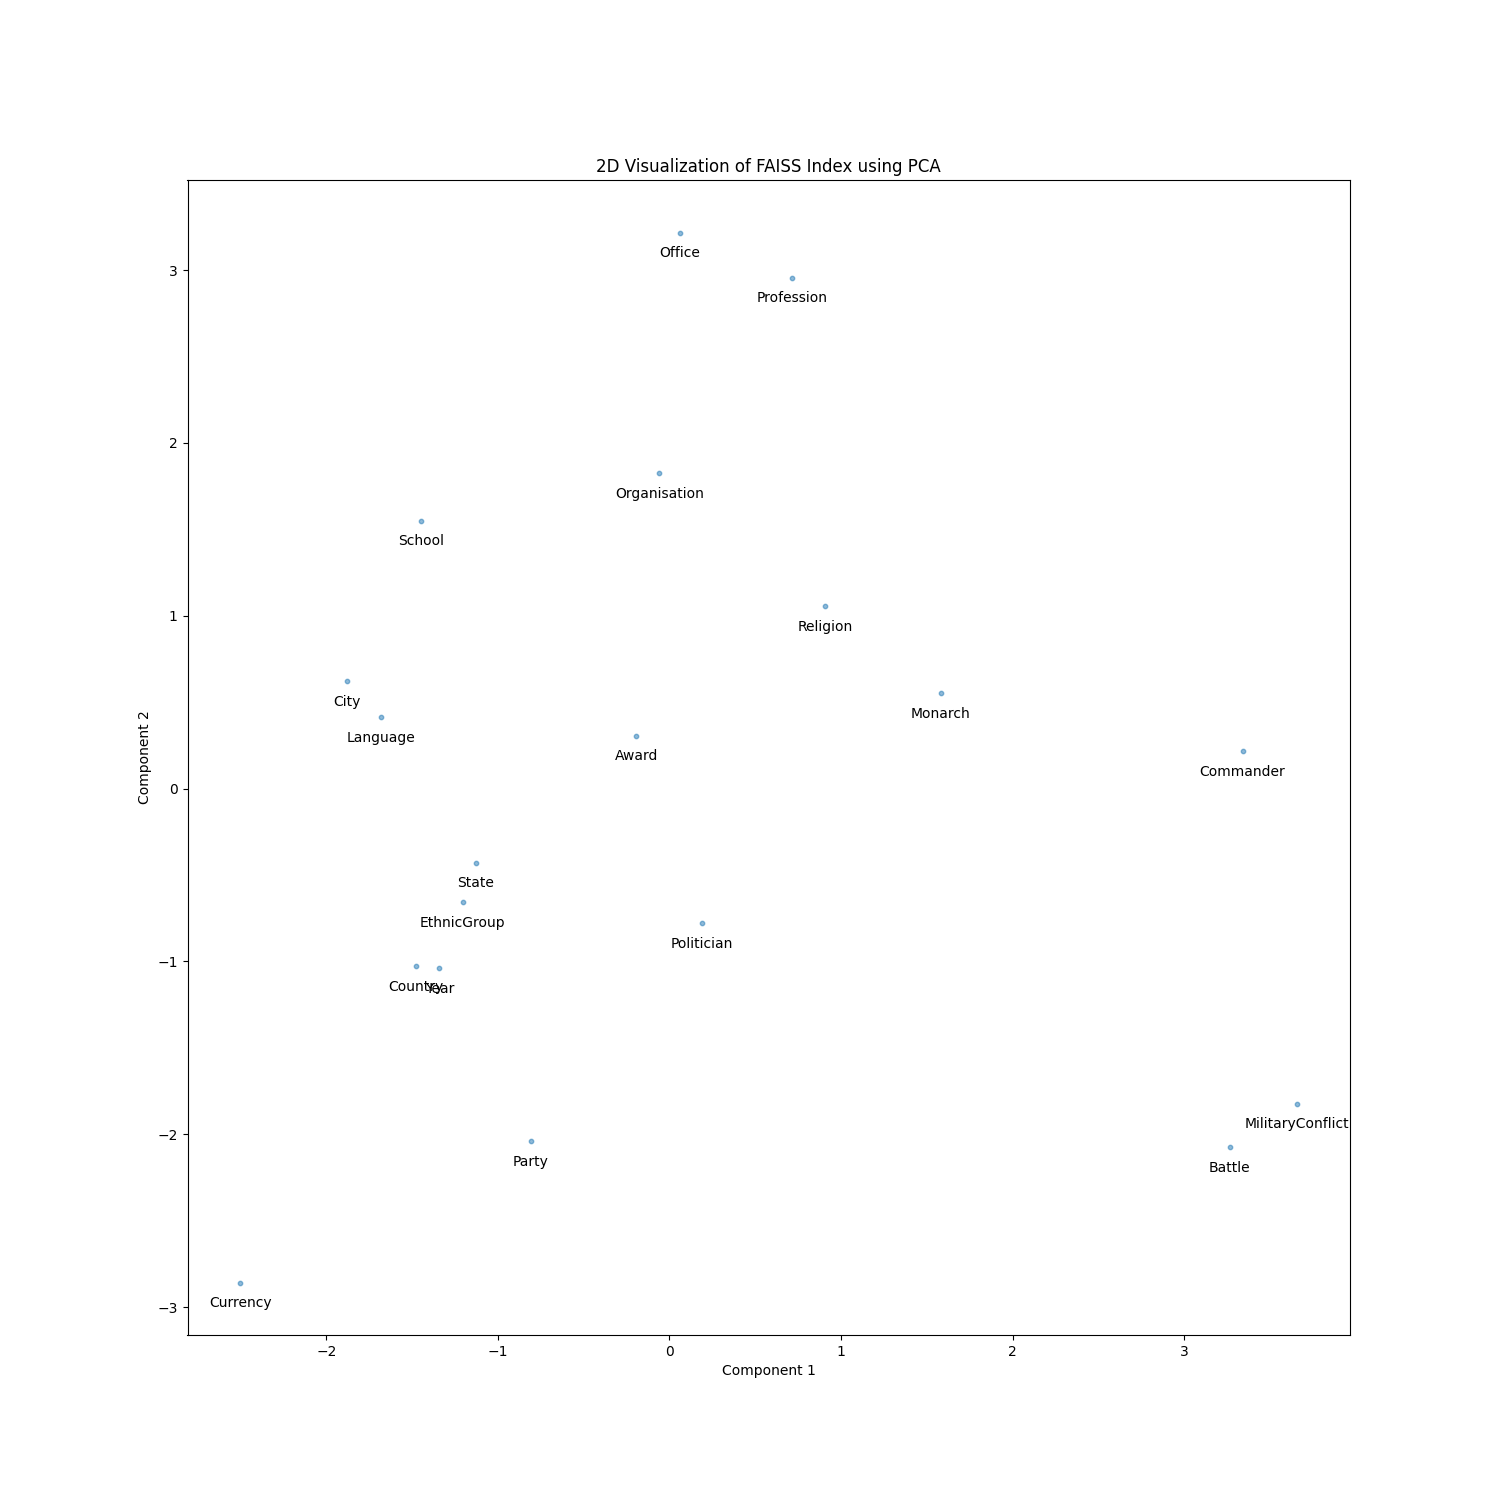 2D Visualization of FAISS Index using PCA
Office
Profession
Organisation
School
Religion
City
Monarch
Language
Award
Commander
State
EthnicGroup
Politician
Country
Year
MilitaryConflict
Party
Battle
Currency
3
2
1
0
−1
−2
−3
Component 2
−2 −1 0 1 2 3
Component 1